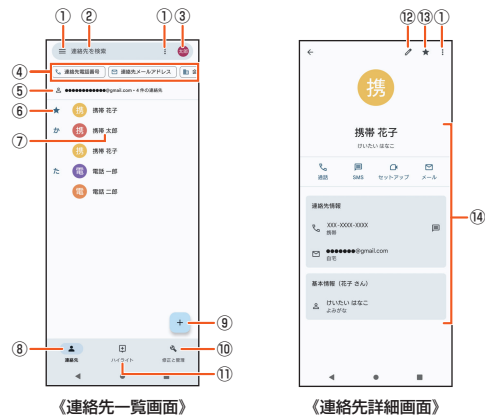 ① ② ① ③
連絡先を検索 太郎
④ 連絡先電話番号 連絡先メールアドレス
⑤ ●●●●●●●●●●●●@gmail.com・4 件の連絡先
⑥ ★ 携 携帯 花子
か 携 携帯 太郎
⑦
携 携帯 花子
た 電 電話 一郎
電 電話 二郎
+ ⑨
⑧ 連絡先 ハイライト 修正と管理 ⑩
⑪
《連絡先一覧画面》
⑫ ⑬ ①
携
携帯 花子
けいたい はなこ
通話 SMS セットアップ メール
連絡先情報
⑭
XXX-XXXX-XXXX
携帯
●●●●●●●@gmail.com
自宅
基本情報（花子 さん）
けいたい はなこ
よみがな
《連絡先詳細画面》